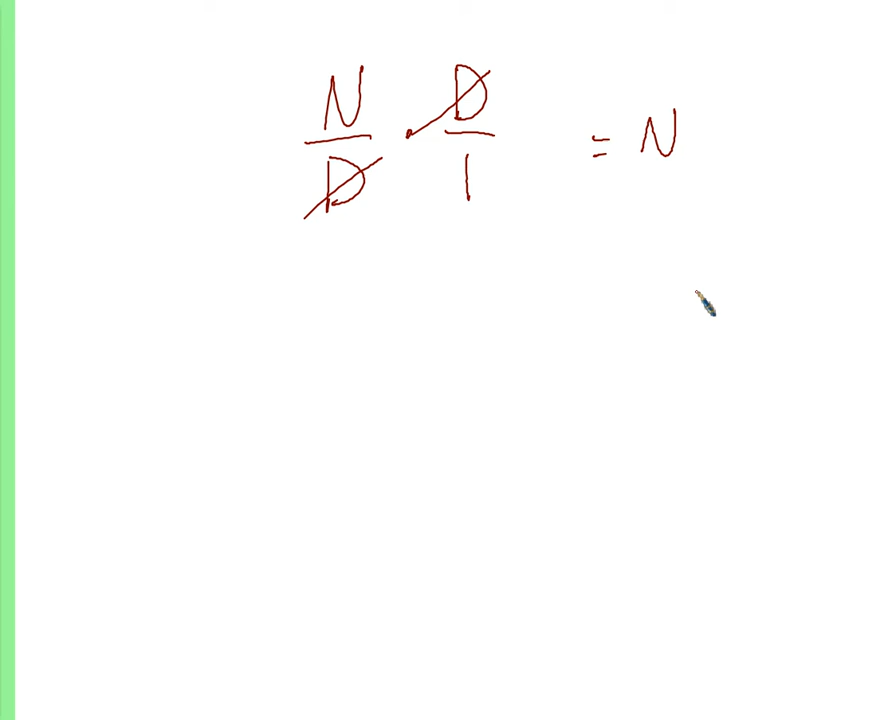 N/D · D/1 = N